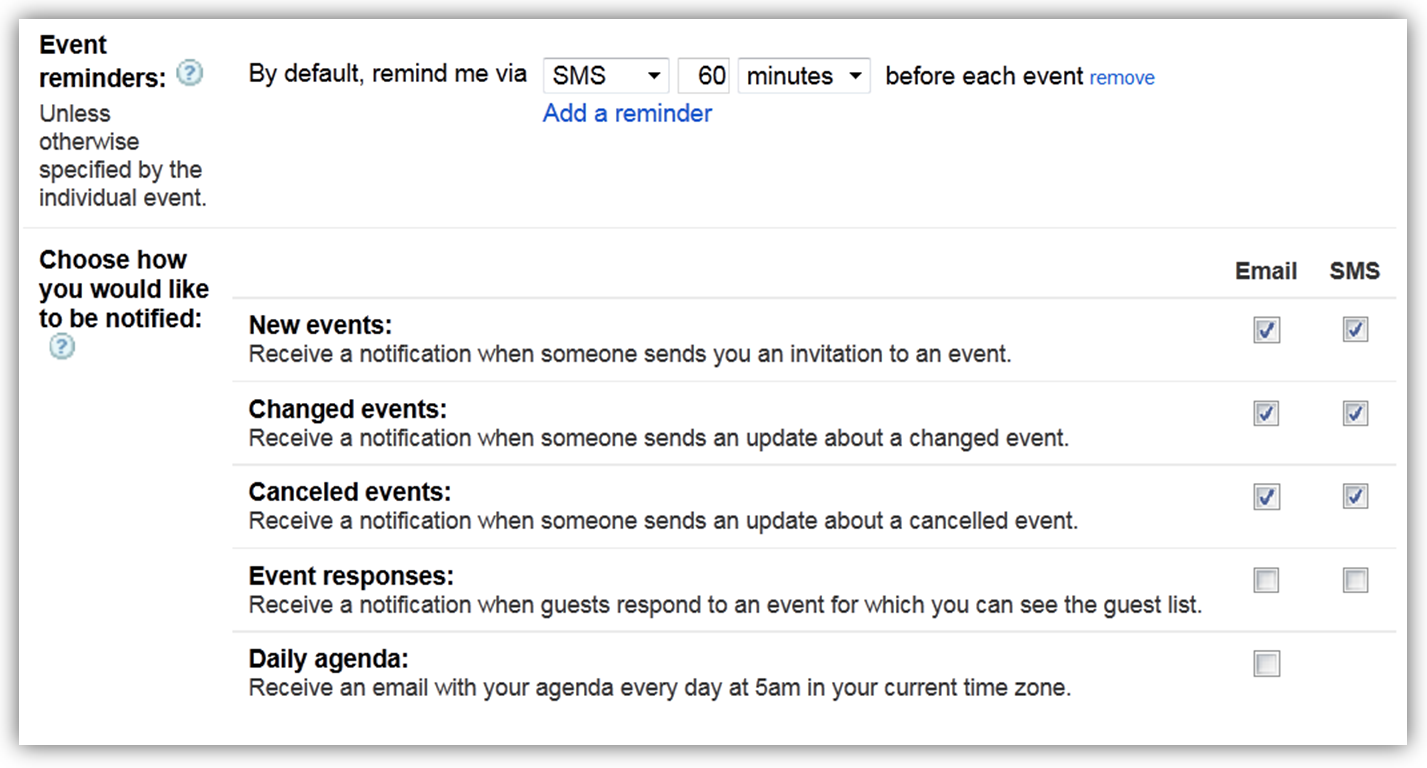 Event
reminders: ?
By default, remind me via SMS 60 minutes before each event remove
Add a reminder
Unless
otherwise
specified by the
individual event.
Choose how
you would like
to be notified:
?
Email SMS
New events:
Receive a notification when someone sends you an invitation to an event.
Changed events:
Receive a notification when someone sends an update about a changed event.
Canceled events:
Receive a notification when someone sends an update about a cancelled event.
Event responses:
Receive a notification when guests respond to an event for which you can see the guest list.
Daily agenda:
Receive an email with your agenda every day at 5am in your current time zone.